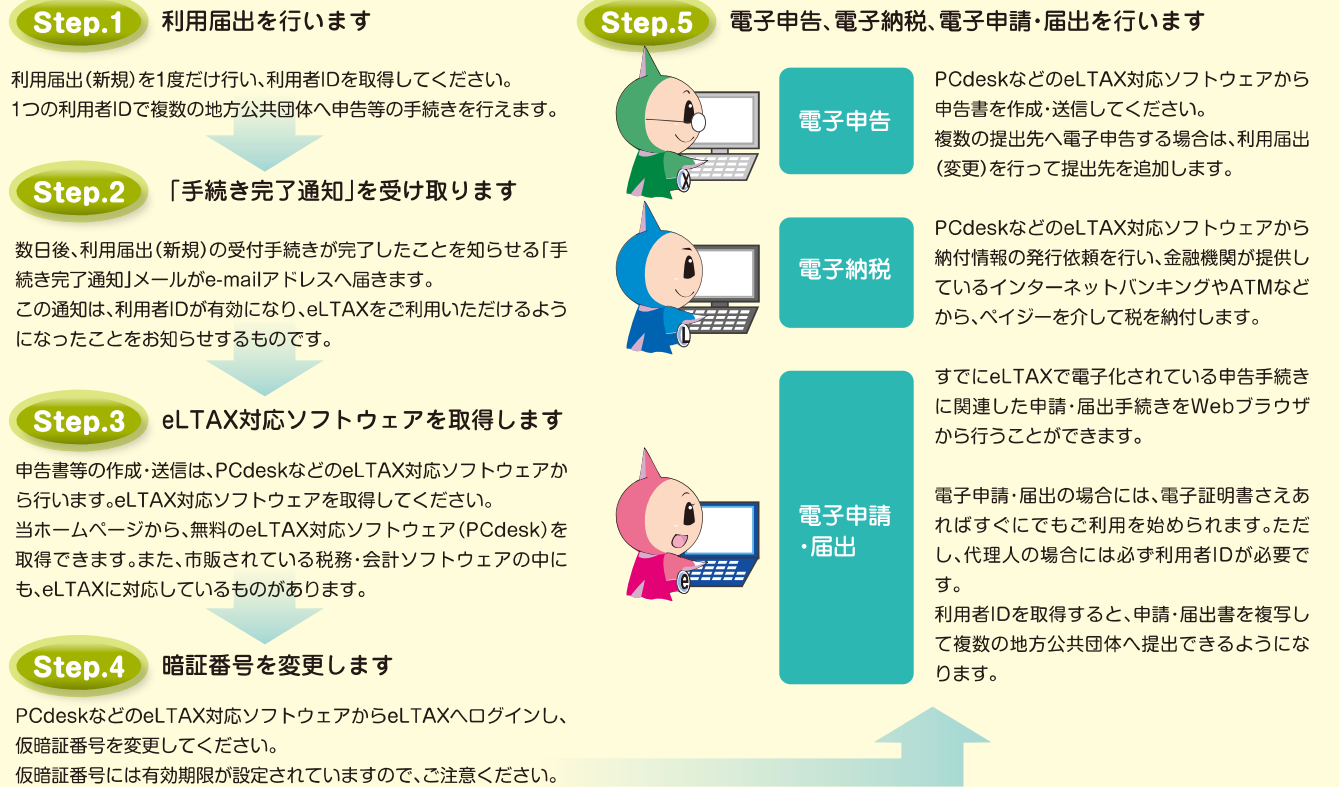 Step.1 利用届出を行います
利用届出(新規)を1度だけ行い、利用者IDを取得してください。
1つの利用者IDで複数の地方公共団体へ申告等の手続きを行えます。
Step.2 「手続き完了通知」を受け取ります
数日後、利用届出(新規)の受付手続きが完了したことを知らせる「手
続き完了通知」メールがe-mailアドレスへ届きます。
この通知は、利用者IDが有効になり、eLTAXをご利用いただけるよう
になったことをお知らせするものです。
Step.3 eLTAX対応ソフトウェアを取得します
申告書等の作成・送信は、PCdeskなどのeLTAX対応ソフトウェアか
ら行います。eLTAX対応ソフトウェアを取得してください。
当ホームページから、無料のeLTAX対応ソフトウェア(PCdesk)を
取得できます。また、市販されている税務・会計ソフトウェアの中に
も、eLTAXに対応しているものがあります。
Step.4 暗証番号を変更します
PCdeskなどのeLTAX対応ソフトウェアからeLTAXへログインし、
仮暗証番号を変更してください。
仮暗証番号には有効期限が設定されていますので、ご注意ください。
Step.5 電子申告、電子納税、電子申請・届出を行います
X
電子申告
PCdeskなどのeLTAX対応ソフトウェアから
申告書を作成・送信してください。
複数の提出先へ電子申告する場合は、利用届出
(変更)を行って提出先を追加します。
L
電子納税
PCdeskなどのeLTAX対応ソフトウェアから
納付情報の発行依頼を行い、金融機関が提供し
ているインターネットバンキングやATMなど
から、ペイジーを介して税を納付します。
e
電子申請
・届出
すでにeLTAXで電子化されている申告手続き
に関連した申請・届出手続きをWebブラウザ
から行うことができます。
電子申請・届出の場合には、電子証明書さえあ
ればすぐにでもご利用を始められます。ただ
し、代理人の場合には必ず利用者IDが必要で
す。
利用者IDを取得すると、申請・届出書を複写し
て複数の地方公共団体へ提出できるようにな
ります。